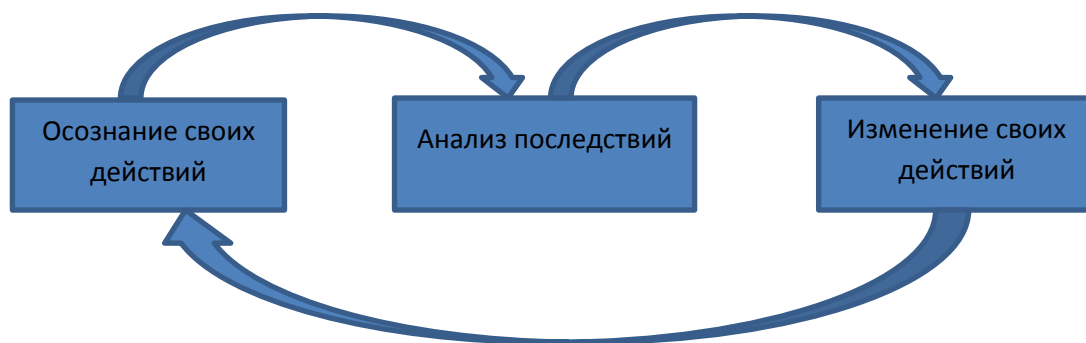 Осознание своих
действий
Анализ последствий
Изменение своих
действий